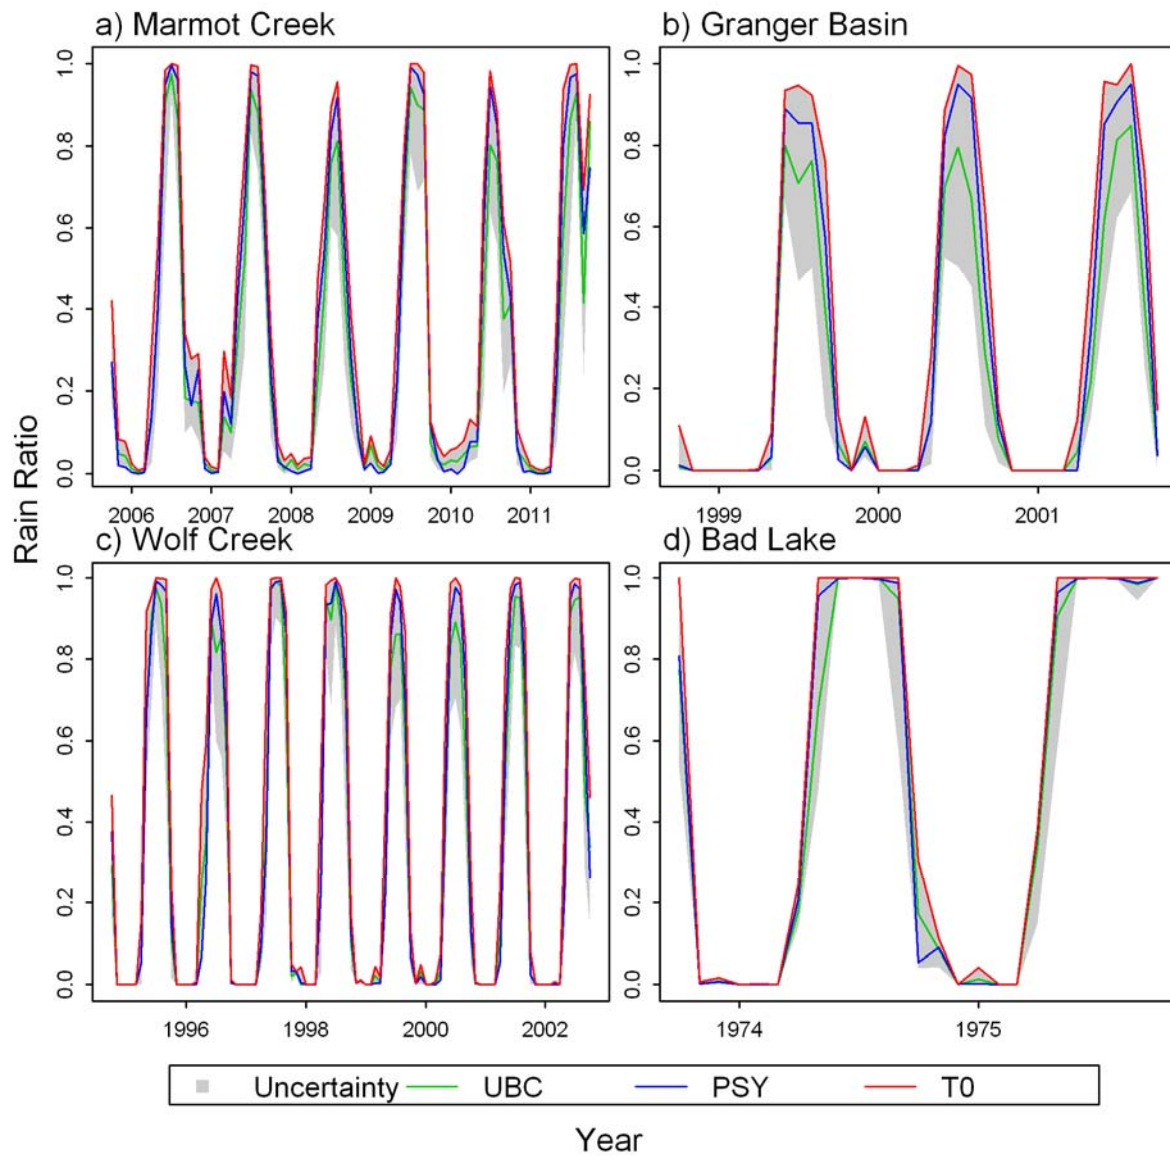 a) Marmot Creek
b) Granger Basin
1.0
0.8
0.6
0.4
0.2
0.0
2006 2007 2008 2009 2010 2011
1.0
0.8
0.6
0.4
0.2
0.0
1999 2000 2001
Rain Ratio
c) Wolf Creek
d) Bad Lake
1.0
0.8
0.6
0.4
0.2
0.0
1996 1998 2000 2002
1.0
0.8
0.6
0.4
0.2
0.0
1974 1975
Uncertainty UBC PSY T0
Year